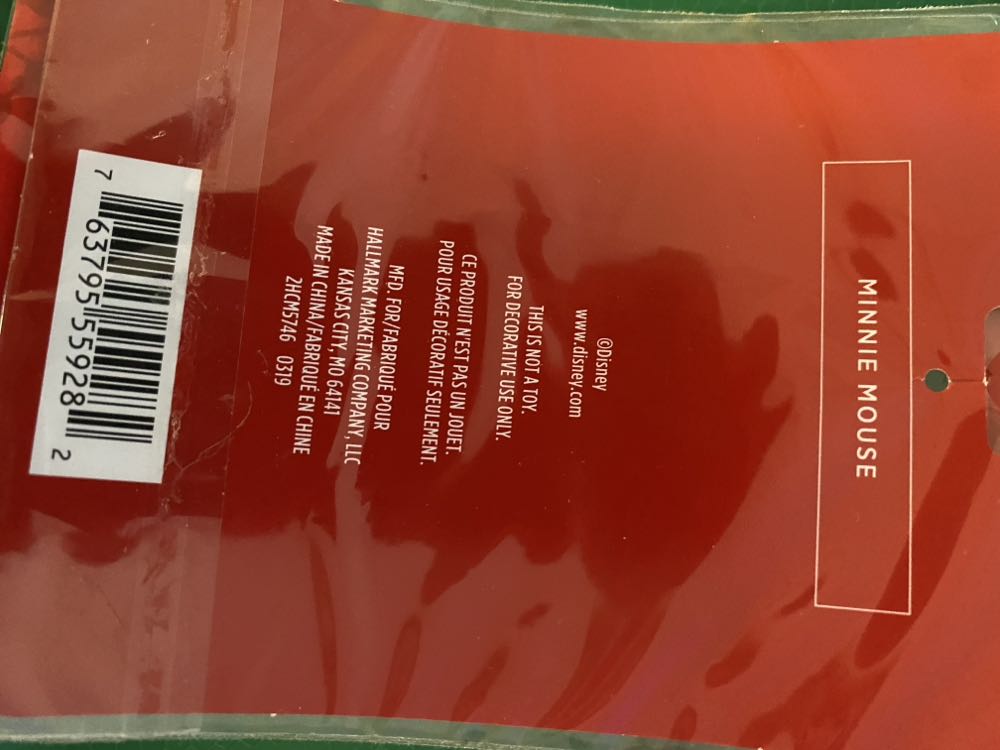 MINNIE MOUSE
©Disney
www.disney.com
THIS IS NOT A TOY.
FOR DECORATIVE USE ONLY.
CE PRODUIT N'EST PAS UN JOUET.
POUR USAGE DÉCORATIF SEULEMENT.
MFD. FOR/FABRIQUÉ POUR
HALLMARK MARKETING COMPANY, LLC
KANSAS CITY, MO 64141
MADE IN CHINA/FABRIQUÉ EN CHINE
2HCM5746 0319
7 63795 55928 2